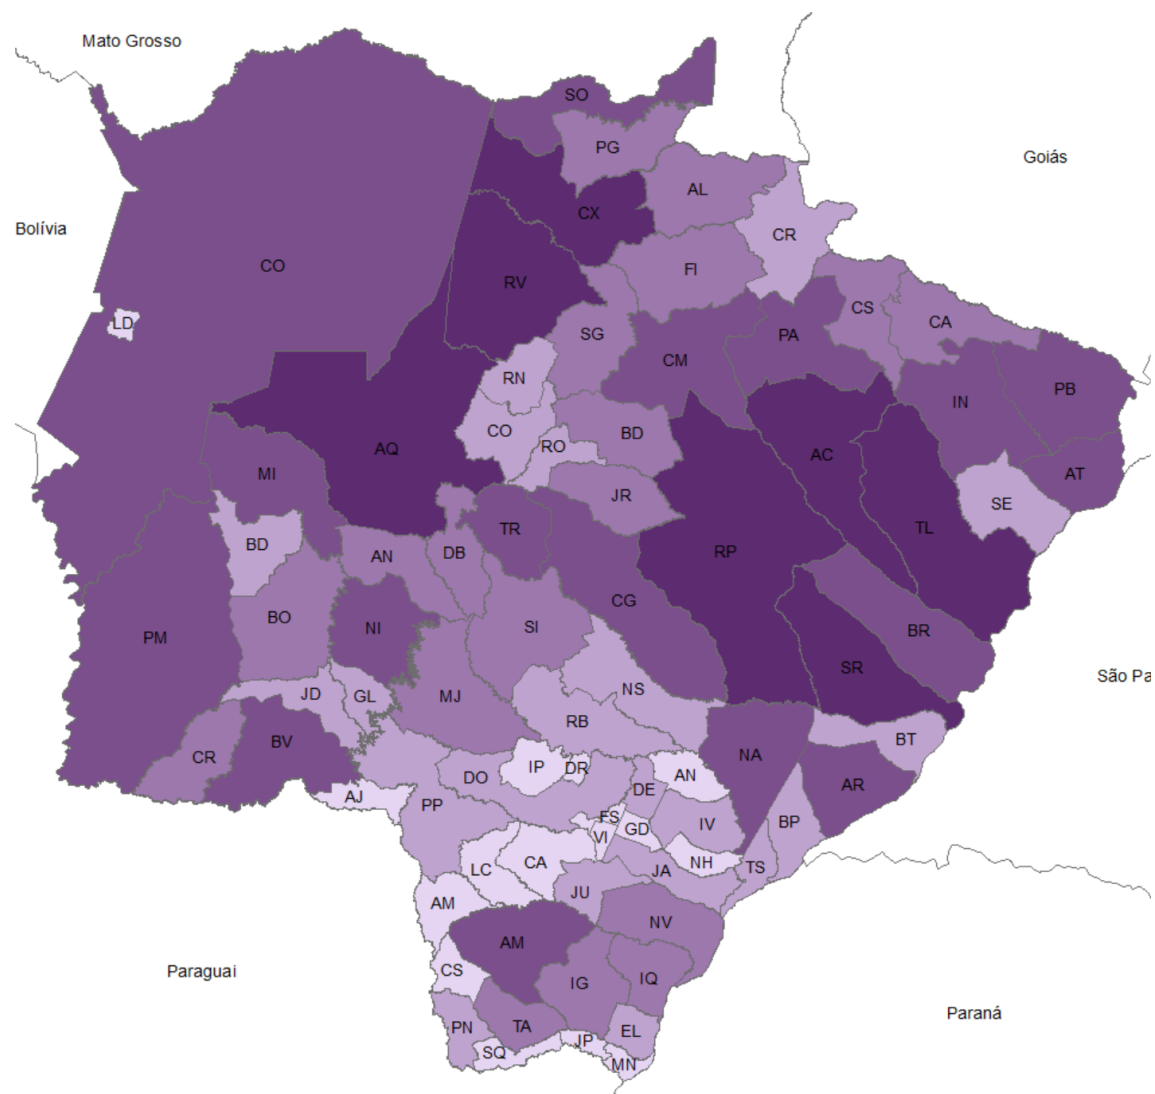 Mato Grosso
SO
PG
Goiás
AL
CX
Bolívia
CR
CO
FI
RV
LD
CS
CA
SG
PA
CM
RN
PB
IN
CO
BD
RO
AQ
AC
MI
AT
JR
SE
TR
TL
BD
AN
DB
RP
CG
BO
SI
NI
BR
PM
SR
São Pa
NS
JD
GL
MJ
RB
BT
BV
NA
CR
IP
DR
AN
DO
AR
DE
AJ
PP
FS
GD
IV
BP
VI
CA
NH
LC
JA
TS
JU
AM
NV
AM
Paraguai
CS
IG
IQ
Paraná
PN
TA
EL
JP
SQ
MN